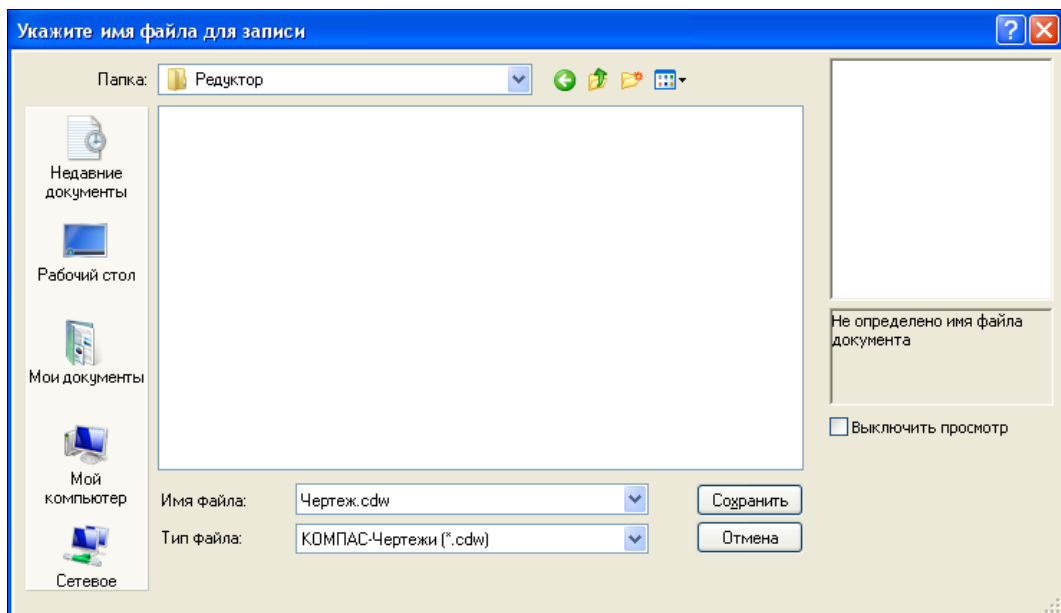 Укажите имя файла для записи
Папка: Редуктор
Недавние
документы
Рабочий стол
Мои документы
Мой
компьютер
Сетевое
Имя файла: Чертеж.cdw Сохранить
Тип файла: КОМПАС-Чертежи (*.cdw) Отмена
Не определено имя файла
документа
Выключить просмотр